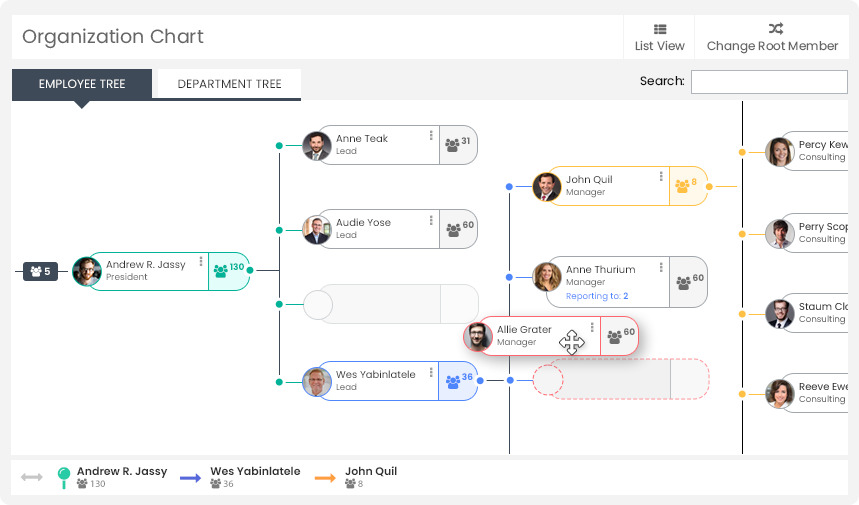 Organization Chart
List View
Change Root Member
EMPLOYEE TREE
DEPARTMENT TREE
Search:
5
Andrew R. Jassy
President
130
Anne Teak
Lead
31
Audie Yose
Lead
60
Wes Yabinlatele
Lead
36
John Quil
Manager
8
Anne Thurium
Manager
Reporting to: 2
60
Allie Grater
Manager
60
Percy Kew
Consulting
Perry Scop
Consulting
Staum Clo
Consulting
Reeve Ewe
Consulting
Andrew R. Jassy
130
Wes Yabinlatele
36
John Quil
8